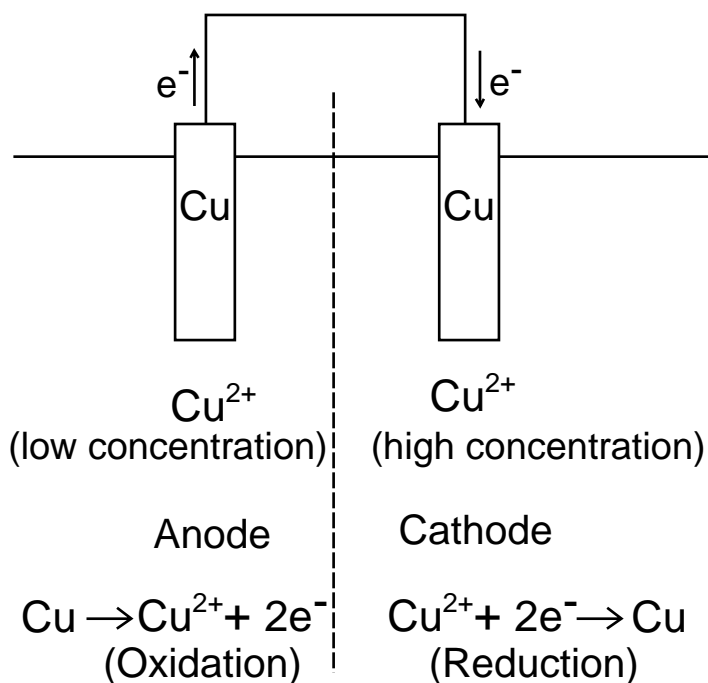 e⁻ e⁻
Cu Cu
Cu²⁺ Cu²⁺
(low concentration) (high concentration)
Anode Cathode
Cu → Cu²⁺ + 2e⁻ Cu²⁺ + 2e⁻ → Cu
(Oxidation) (Reduction)